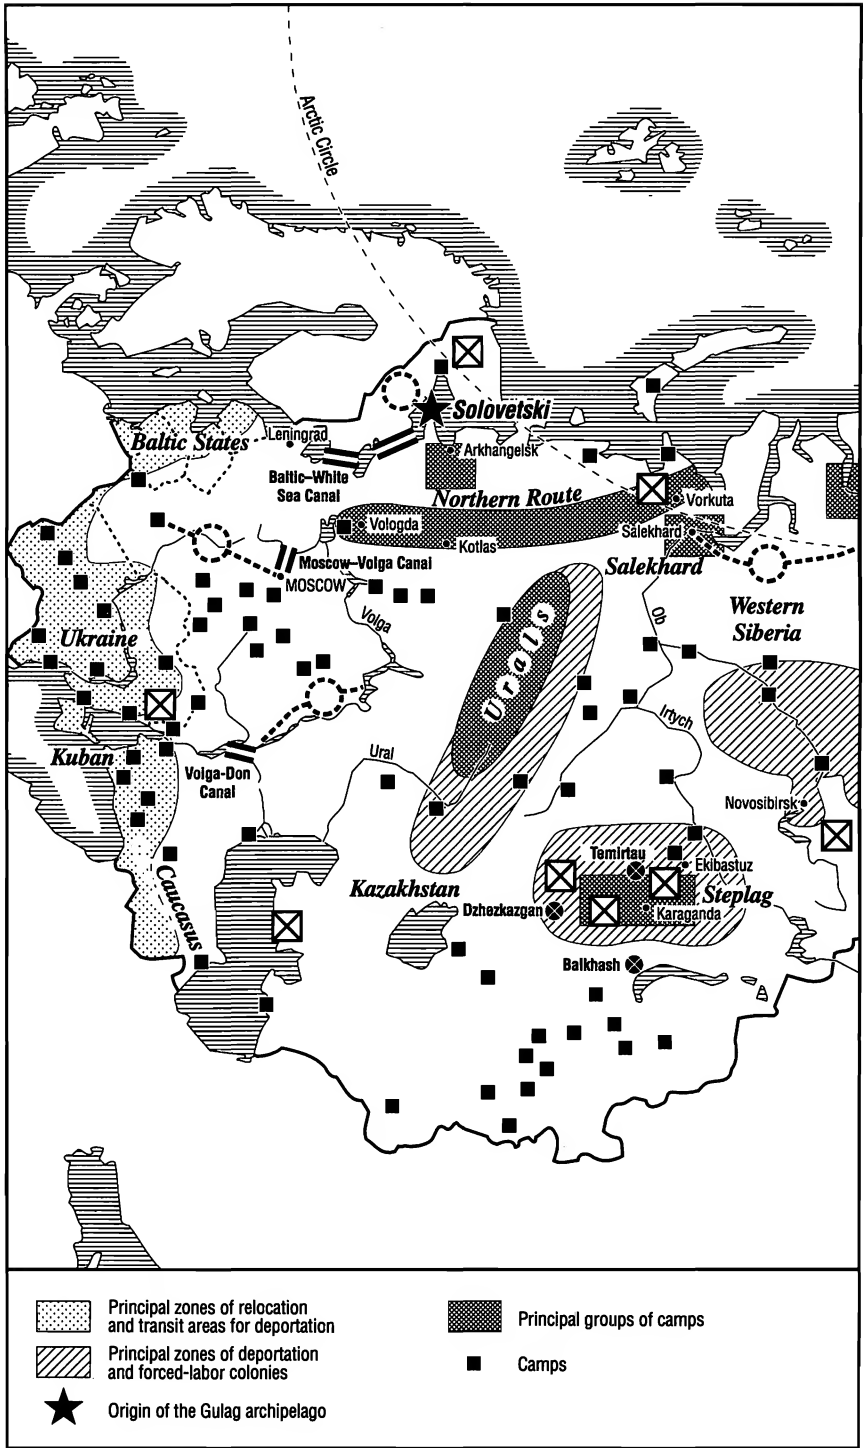 Arctic Circle
Solovetski
Baltic States
Leningrad
Arkhangelsk
Baltic–White
Sea Canal
Northern Route
Vorkuta
Vologda
Salekhard
Kotlas
Moscow–Volga Canal
Salekhard
MOSCOW
Western
Siberia
Volga
Ob
Ukraine
Urals
Irtych
Kuban
Ural
Volga-Don
Canal
Novosibirsk
Temirtau
Ekibastuz
Caucasus
Kazakhstan
Steplag
Dzhezkazgan
Karaganda
Balkhash
Principal zones of relocation
and transit areas for deportation
Principal groups of camps
Principal zones of deportation
and forced-labor colonies
Camps
Origin of the Gulag archipelago